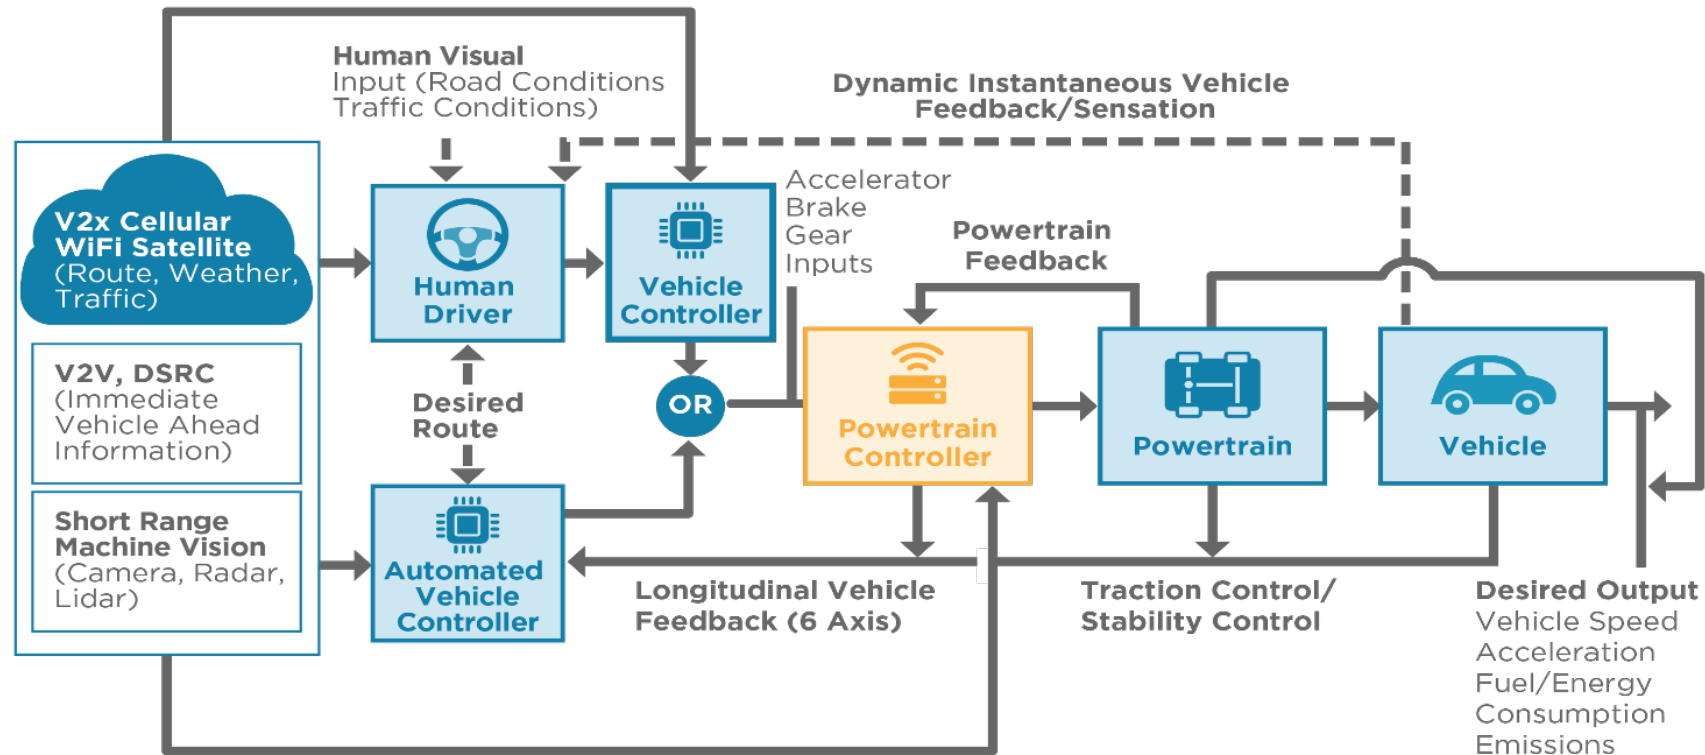 Human Visual
Input (Road Conditions
Traffic Conditions)
Dynamic Instantaneous Vehicle
Feedback/Sensation
V2x Cellular
WiFi Satellite
(Route, Weather,
Traffic)
V2V, DSRC
(Immediate
Vehicle Ahead
Information)
Short Range
Machine Vision
(Camera, Radar,
Lidar)
Human
Driver
Desired
Route
Automated
Vehicle
Controller
Vehicle
Controller
OR
Accelerator
Brake
Gear
Inputs
Powertrain
Feedback
Powertrain
Controller
Powertrain
Vehicle
Longitudinal Vehicle
Feedback (6 Axis)
Traction Control/
Stability Control
Desired Output
Vehicle Speed
Acceleration
Fuel/Energy
Consumption
Emissions